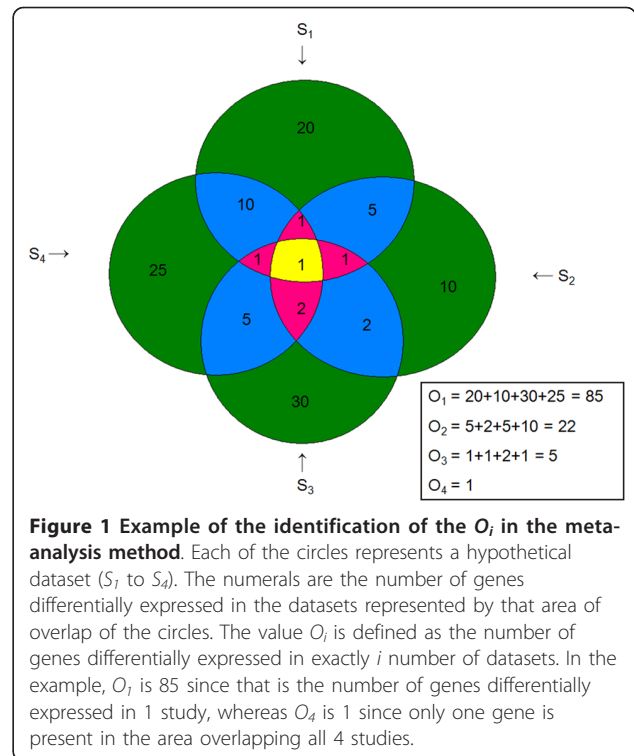 S1
↓
20
10
5
1
S4 →
25
1
1
1
10
← S2
5
2
2
30
↑
S3
O1 = 20+10+30+25 = 85
O2 = 5+2+5+10 = 22
O3 = 1+1+2+1 = 5
O4 = 1
Figure 1 Example of the identification of the Oi in the meta-
analysis method. Each of the circles represents a hypothetical
dataset (S1 to S4). The numerals are the number of genes
differentially expressed in the datasets represented by that area of
overlap of the circles. The value Oi is defined as the number of
genes differentially expressed in exactly i number of datasets. In the
example, O1 is 85 since that is the number of genes differentially
expressed in 1 study, whereas O4 is 1 since only one gene is
present in the area overlapping all 4 studies.